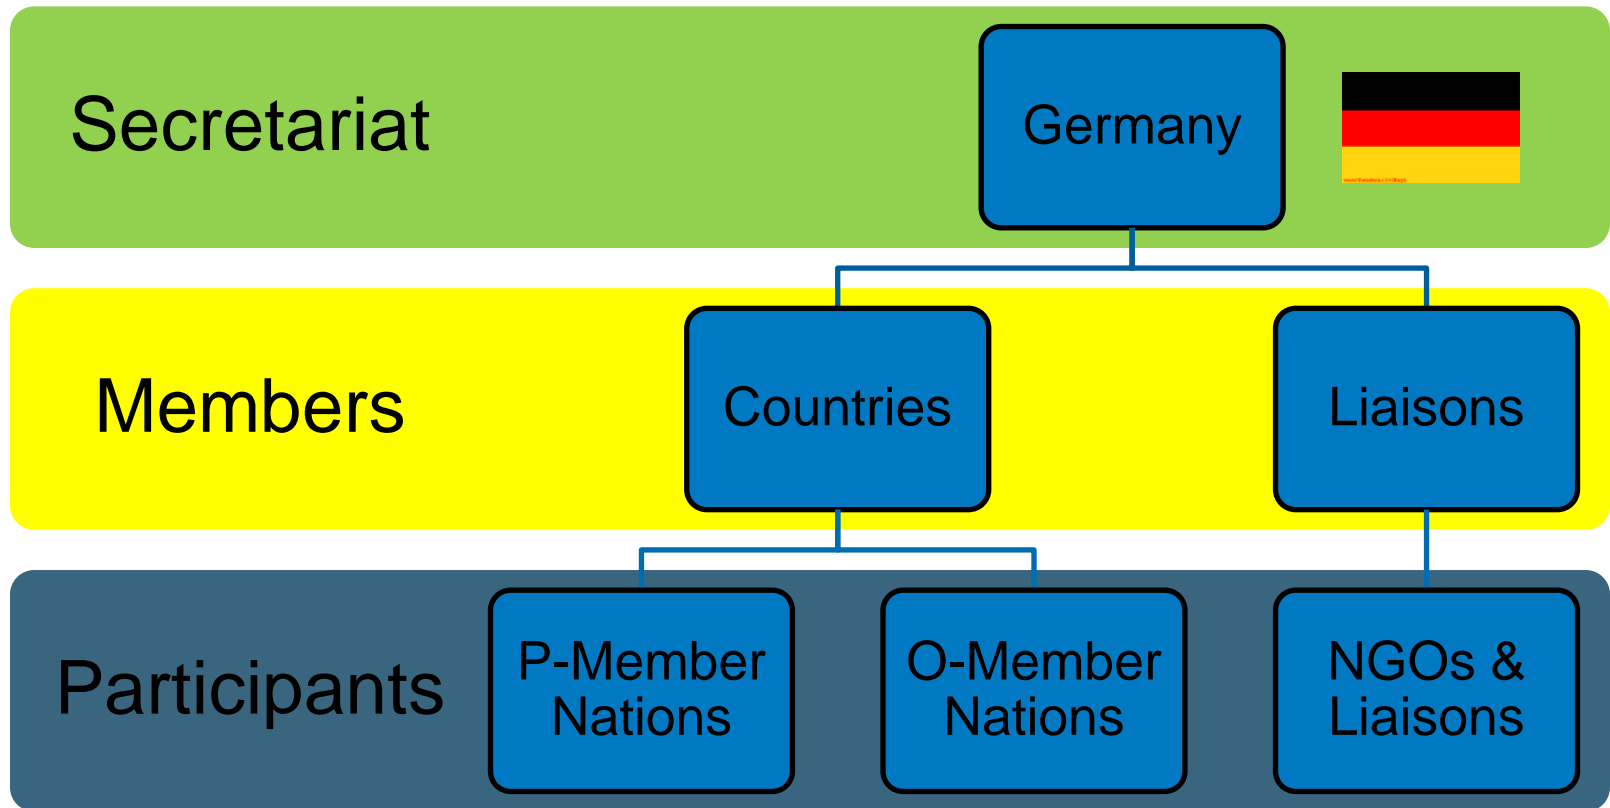 Secretariat
Germany
Members
Countries
Liaisons
Participants
P-Member
Nations
O-Member
Nations
NGOs &
Liaisons